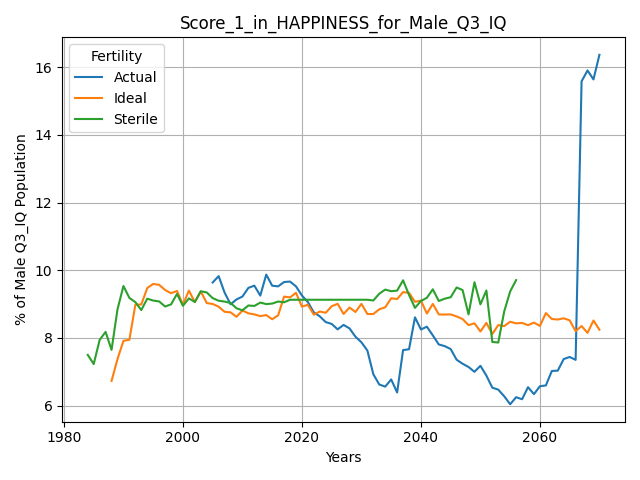 Score_1_in_HAPPINESS_for_Male_Q3_IQ
Fertility
Actual
Ideal
Sterile
% of Male Q3_IQ Population
16
14
12
10
8
6
1980
2000
2020
2040
2060
Years